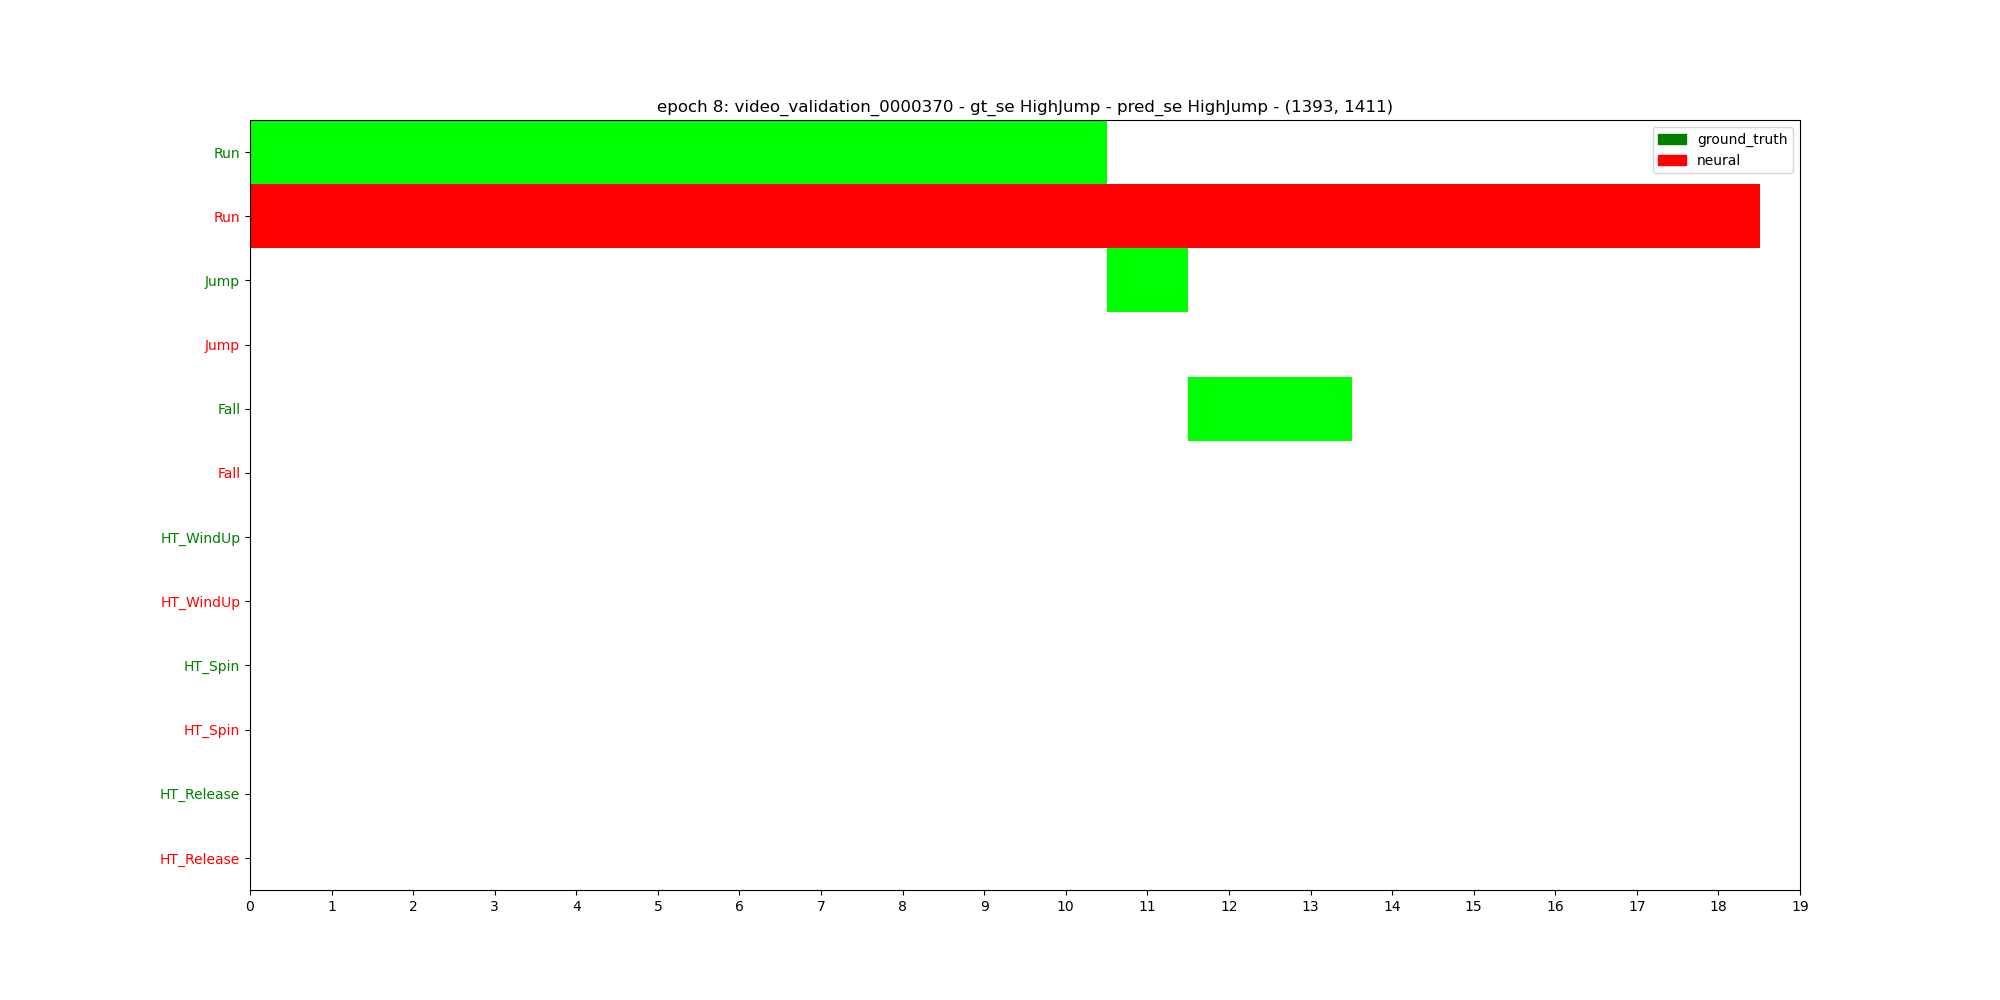 epoch 8: video_validation_0000370 - gt_se HighJump - pred_se HighJump - (1393, 1411)
ground_truth
neural
Run
Run
Jump
Jump
Fall
Fall
HT_WindUp
HT_WindUp
HT_Spin
HT_Spin
HT_Release
HT_Release
0 1 2 3 4 5 6 7 8 9 10 11 12 13 14 15 16 17 18 19